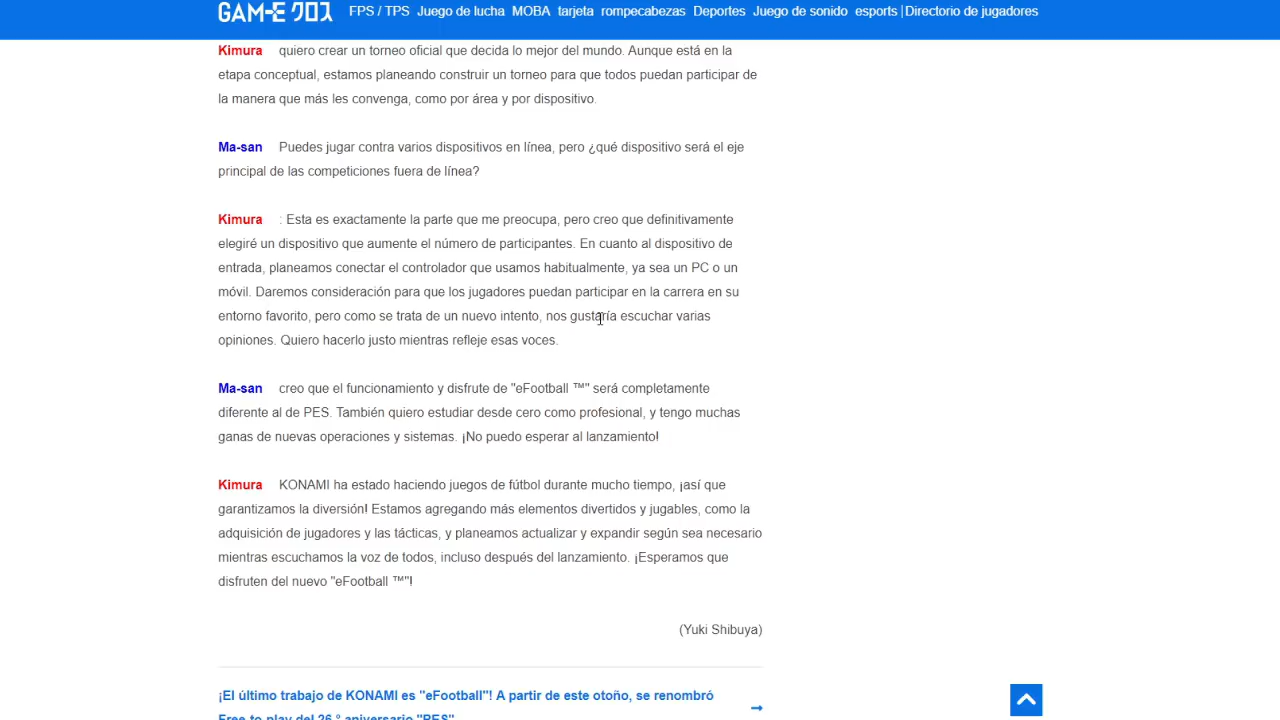 GAM-E クロス FPS / TPS Juego de lucha MOBA tarjeta rompecabezas Deportes Juego de sonido esports | Directorio de jugadores
Kimura quiero crear un torneo oficial que decida lo mejor del mundo. Aunque está en la
etapa conceptual, estamos planeando construir un torneo para que todos puedan participar de
la manera que más les convenga, como por área y por dispositivo.
Ma-san Puedes jugar contra varios dispositivos en línea, pero ¿qué dispositivo será el eje
principal de las competiciones fuera de línea?
Kimura : Esta es exactamente la parte que me preocupa, pero creo que definitivamente
elegiré un dispositivo que aumente el número de participantes. En cuanto al dispositivo de
entrada, planeamos conectar el controlador que usamos habitualmente, ya sea un PC o un
móvil. Daremos consideración para que los jugadores puedan participar en la carrera en su
entorno favorito, pero como se trata de un nuevo intento, nos gustaría escuchar varias
opiniones. Quiero hacerlo justo mientras refleje esas voces.
Ma-san creo que el funcionamiento y disfrute de "eFootball ™" será completamente
diferente al de PES. También quiero estudiar desde cero como profesional, y tengo muchas
ganas de nuevas operaciones y sistemas. ¡No puedo esperar al lanzamiento!
Kimura KONAMI ha estado haciendo juegos de fútbol durante mucho tiempo, ¡así que
garantizamos la diversión! Estamos agregando más elementos divertidos y jugables, como la
adquisición de jugadores y las tácticas, y planeamos actualizar y expandir según sea necesario
mientras escuchamos la voz de todos, incluso después del lanzamiento. ¡Esperamos que
disfruten del nuevo "eFootball ™"!
(Yuki Shibuya)
¡El último trabajo de KONAMI es "eFootball"! A partir de este otoño, se renombró
Free-to-play del 26 ° aniversario "PES"